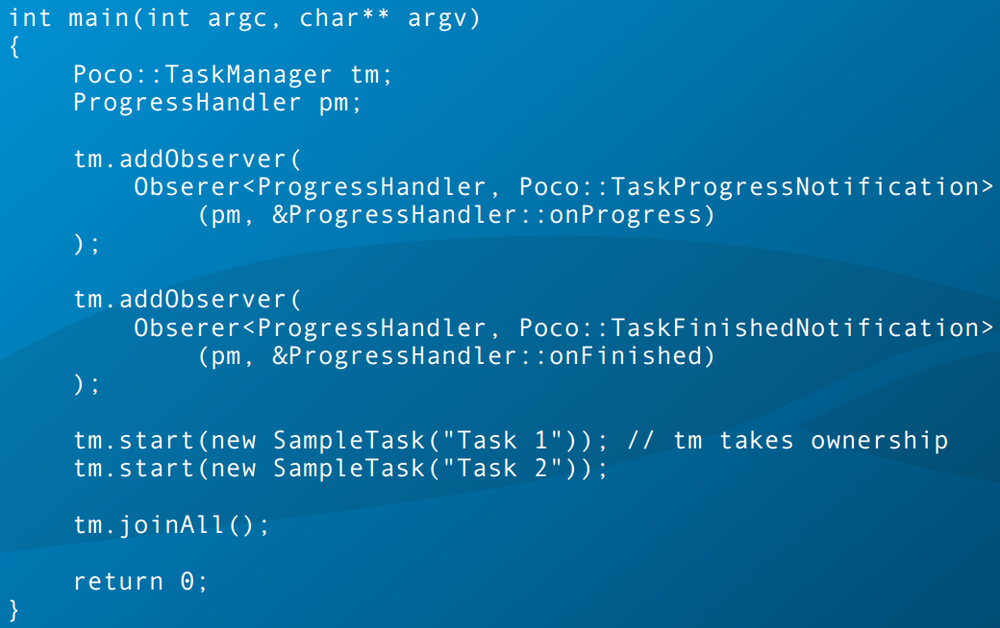 int main(int argc, char** argv)
{
    Poco::TaskManager tm;
    ProgressHandler pm;

    tm.addObserver(
        Obserer<ProgressHandler, Poco::TaskProgressNotification>
            (pm, &ProgressHandler::onProgress)
    );

    tm.addObserver(
        Obserer<ProgressHandler, Poco::TaskFinishedNotification>
            (pm, &ProgressHandler::onFinished)
    );

    tm.start(new SampleTask("Task 1")); // tm takes ownership
    tm.start(new SampleTask("Task 2"));

    tm.joinAll();

    return 0;
}